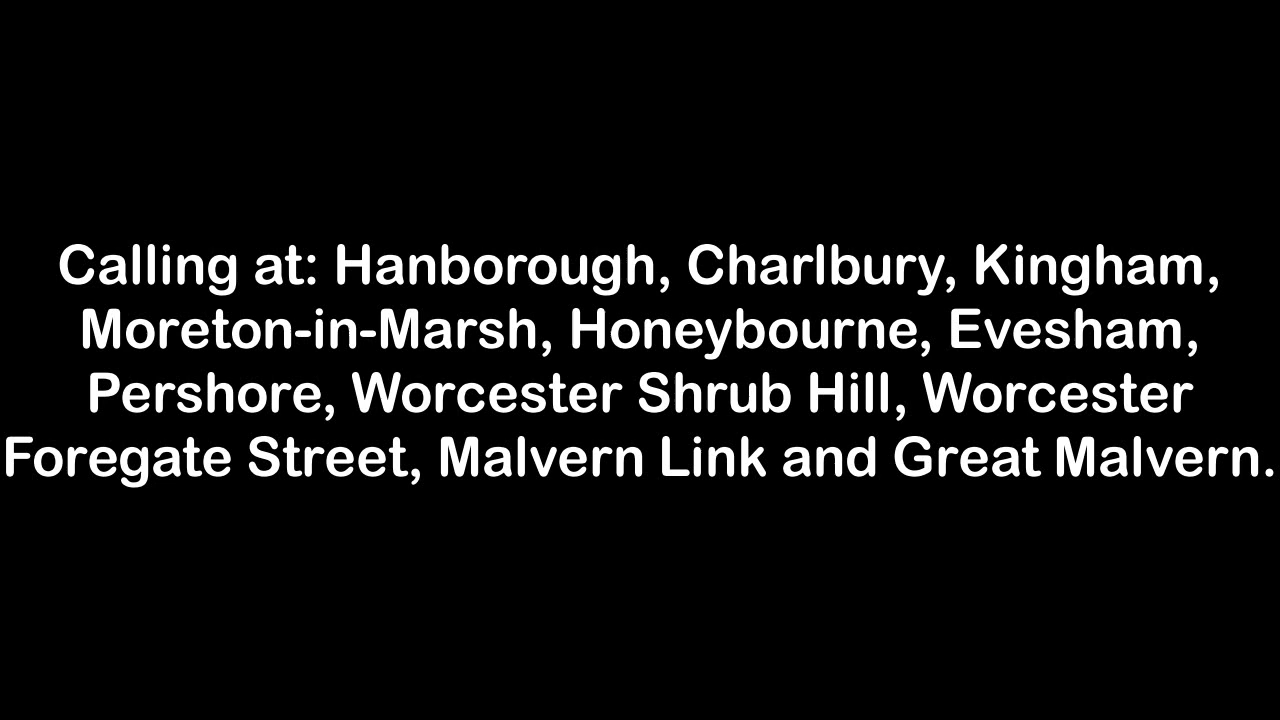 Calling at: Hanborough, Charlbury, Kingham,
Moreton-in-Marsh, Honeybourne, Evesham,
Pershore, Worcester Shrub Hill, Worcester
Foregate Street, Malvern Link and Great Malvern.